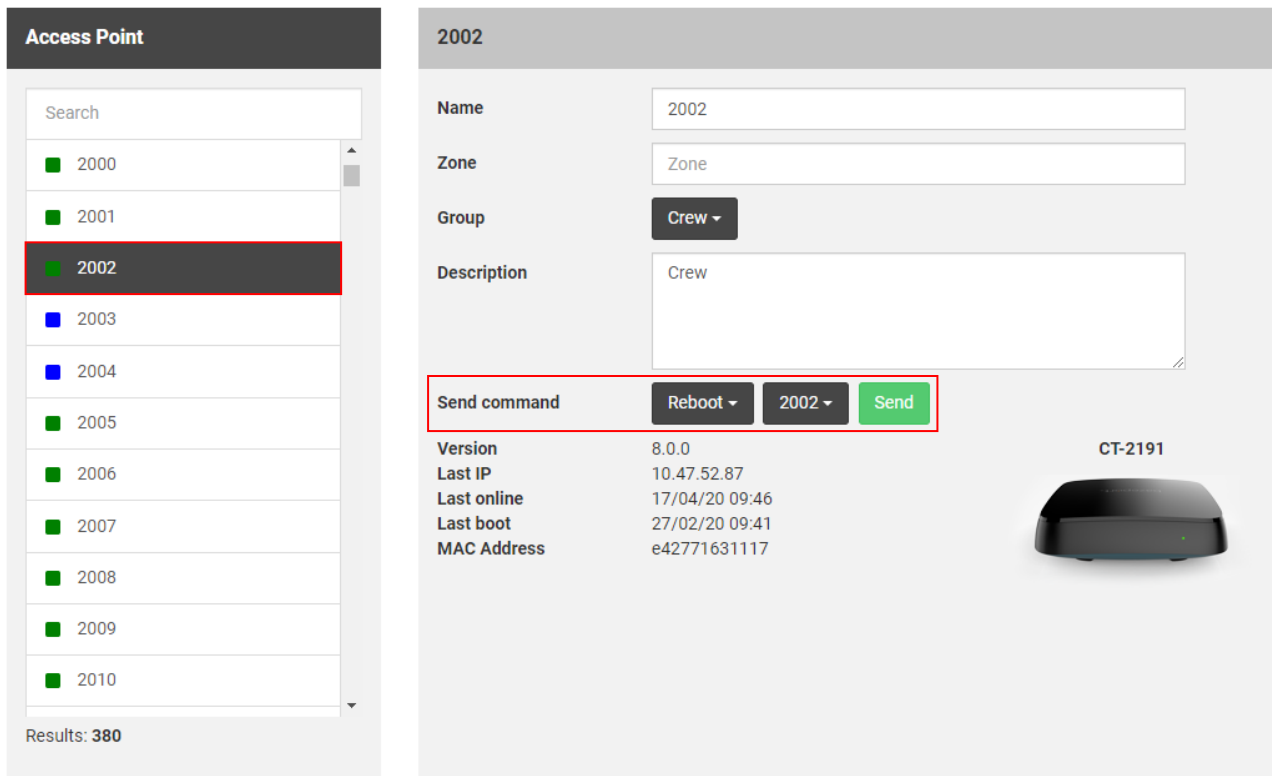 Access Point
Search
2000
2001
2002
2003
2004
2005
2006
2007
2008
2009
2010
Results: 380
2002
Name 2002
Zone Zone
Group Crew
Description Crew
Send command Reboot 2002 Send
Version 8.0.0 CT-2191
Last IP 10.47.52.87
Last online 17/04/20 09:46
Last boot 27/02/20 09:41
MAC Address e42771631117